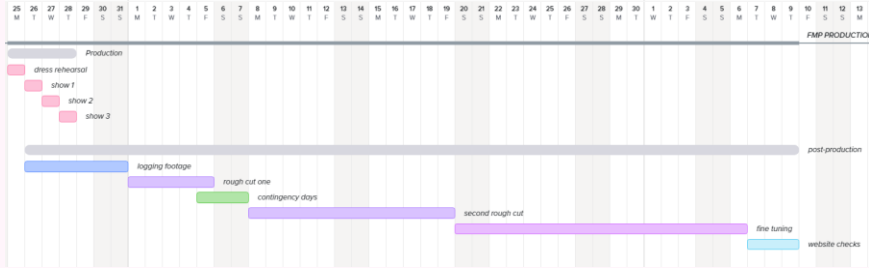 25 26 27 28 29 30 31 1 2 3 4 5 6 7 8 9 10 11 12 13 14 15 16 17 18 19 20 21 22 23 24 25 26 27 28 29 30 1 2 3 4 5 6 7 8 9 10 11 12 13
M T W T F S S M T W T F S S M T W T F S S M T W T F S S M T W T F S S M T W T F S S M T W T F S S M
FMP PRODUCTIO
Production
dress rehearsal
show 1
show 2
show 3
post-production
logging footage
rough cut one
contingency days
second rough cut
fine tuning
website checks